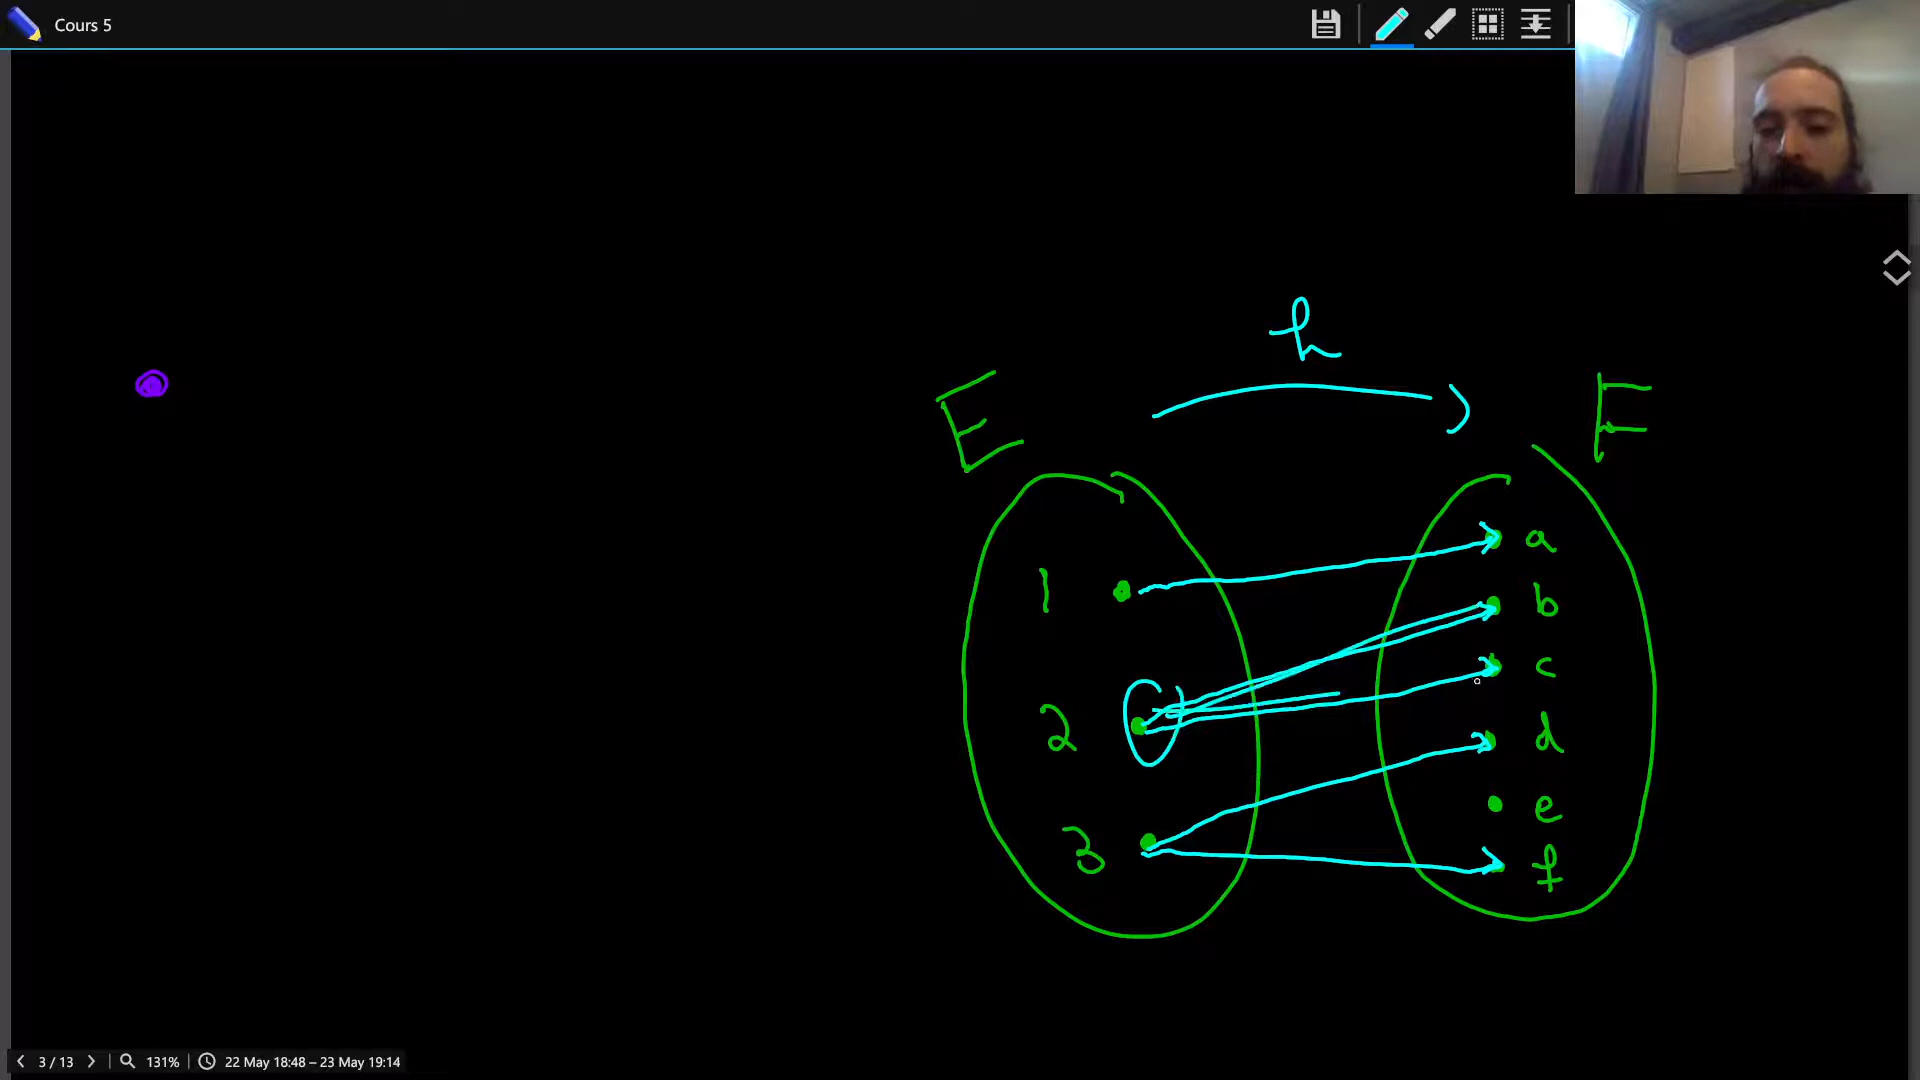 Cours 5
h
E
F
1
2
3
a
b
c
d
e
f
3 / 13
131%
22 May 18:48 – 23 May 19:14